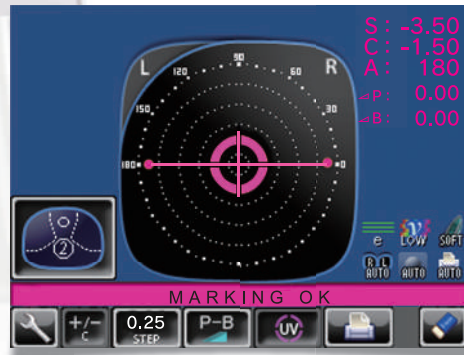 S: -3.50
C: -1.50
A: 180
⊿P: 0.00
⊿B: 0.00
L
R
90
120
60
150
30
180
0
2
e
LOW
SOFT
R L
AUTO
AUTO
AUTO
MARKING OK
+/-
C
0.25
STEP
P-B
UV